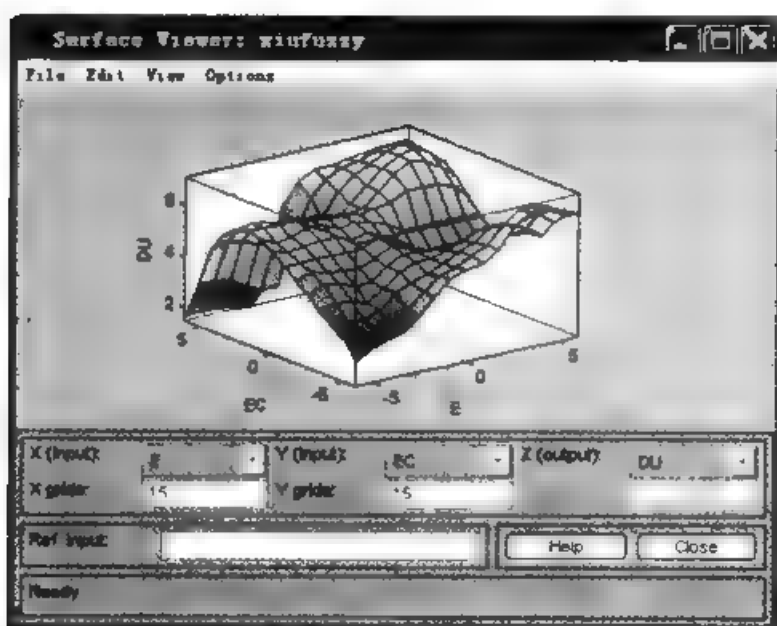 Surface Viewer: xiufuzzy
File Edit View Options
DU
8
4
2
5
0
-5
EC
-5
0
5
E
X (input): E Y (input): EC Z (output): DU
X grids: 15 Y grids: 15
Ref Input: Help Close
Ready